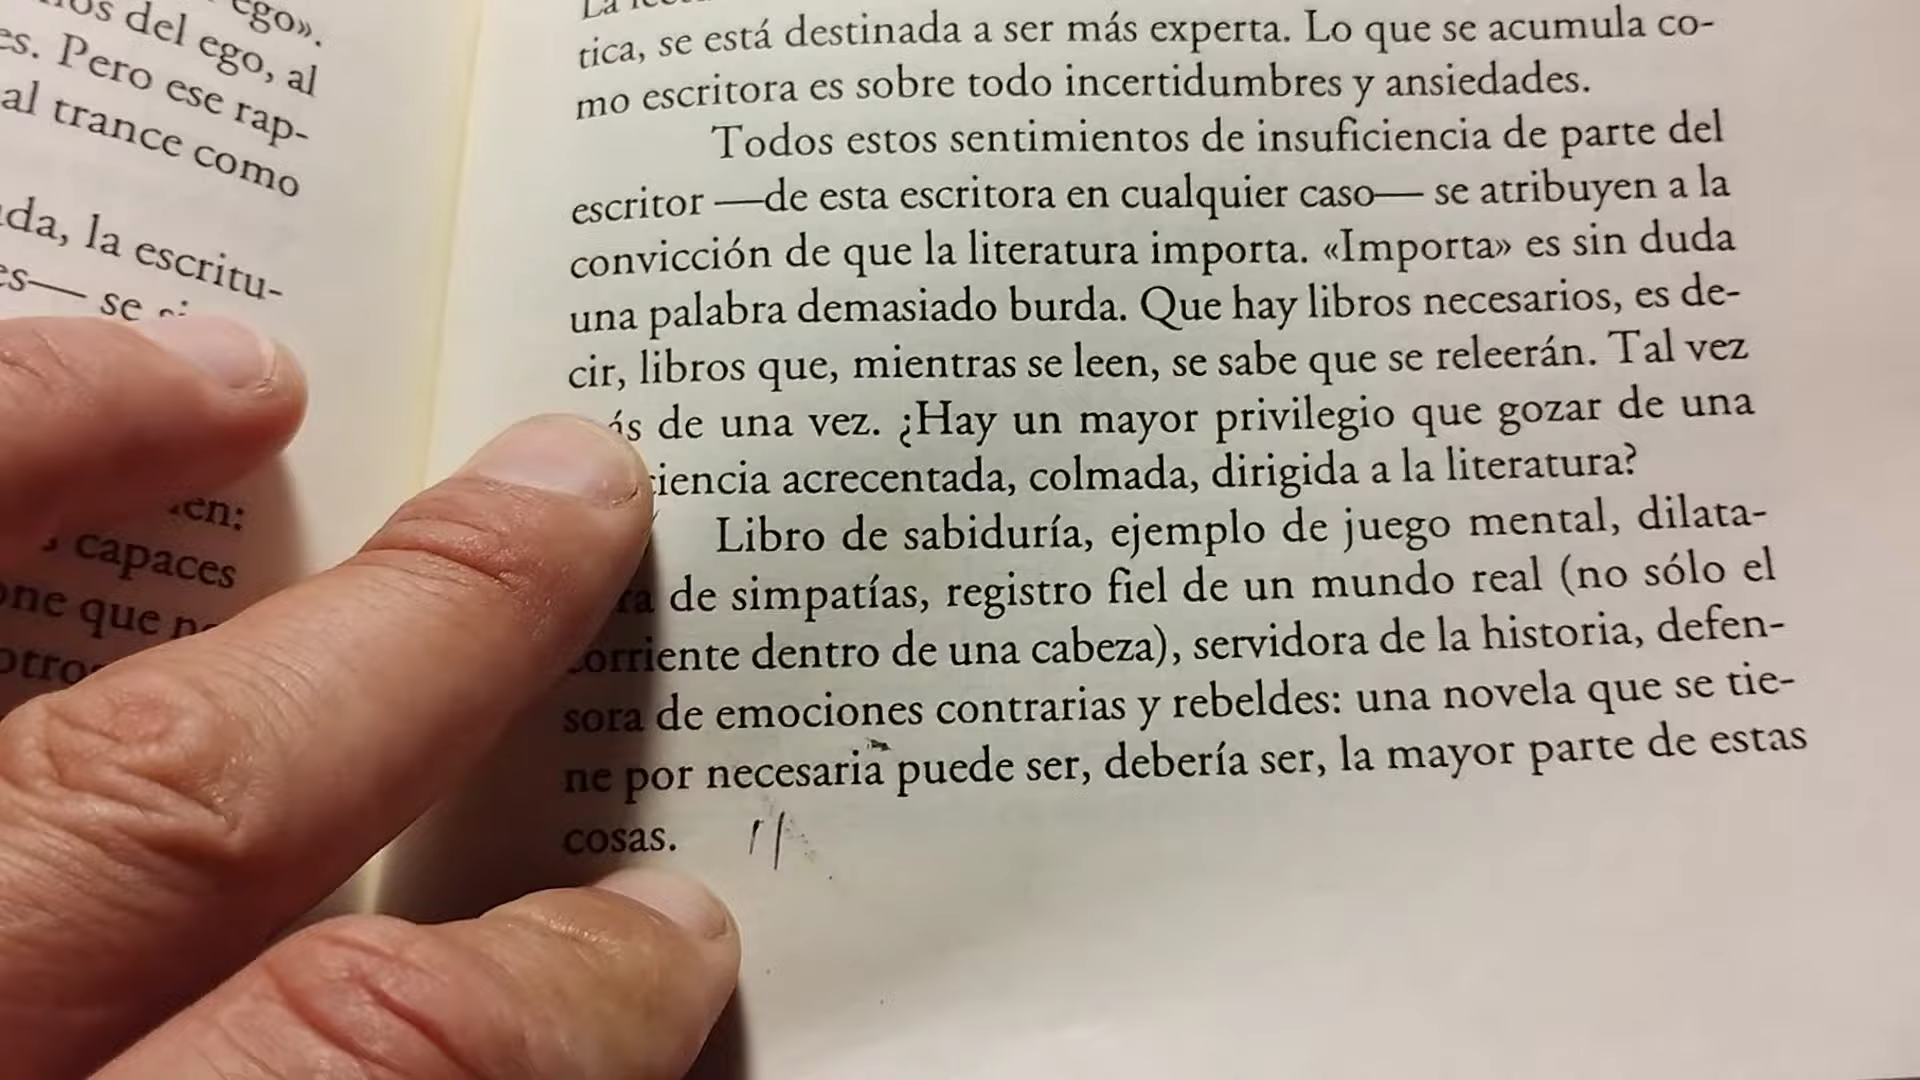 ego».
os del ego, al
es. Pero ese rap-
al trance como
la escritu-
es— se
capaces
que
La
tica, se está destinada a ser más experta. Lo que se acumula co-
mo escritora es sobre todo incertidumbres y ansiedades.
Todos estos sentimientos de insuficiencia de parte del
escritor —de esta escritora en cualquier caso— se atribuyen a la
convicción de que la literatura importa. «Importa» es sin duda
una palabra demasiado burda. Que hay libros necesarios, es de-
cir, libros que, mientras se leen, se sabe que se releerán. Tal vez
de una vez. ¿Hay un mayor privilegio que gozar de una
acrecentada, colmada, dirigida a la literatura?
Libro de sabiduría, ejemplo de juego mental, dilata-
de simpatías, registro fiel de un mundo real (no sólo el
corriente dentro de una cabeza), servidora de la historia, defen-
sora de emociones contrarias y rebeldes: una novela que se tie-
ne por necesaria puede ser, debería ser, la mayor parte de estas
cosas.